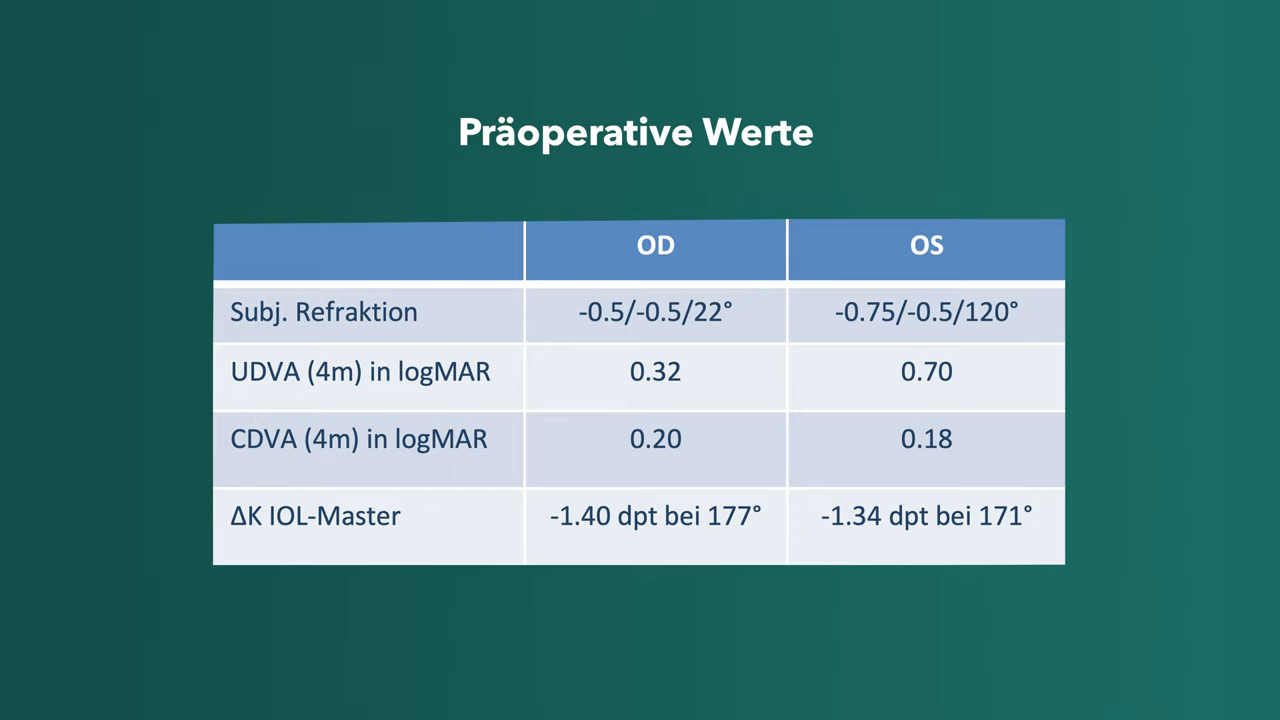 Präoperative Werte
OD OS
Subj. Refraktion -0.5/-0.5/22° -0.75/-0.5/120°
UDVA (4m) in logMAR 0.32 0.70
CDVA (4m) in logMAR 0.20 0.18
ΔK IOL-Master -1.40 dpt bei 177° -1.34 dpt bei 171°